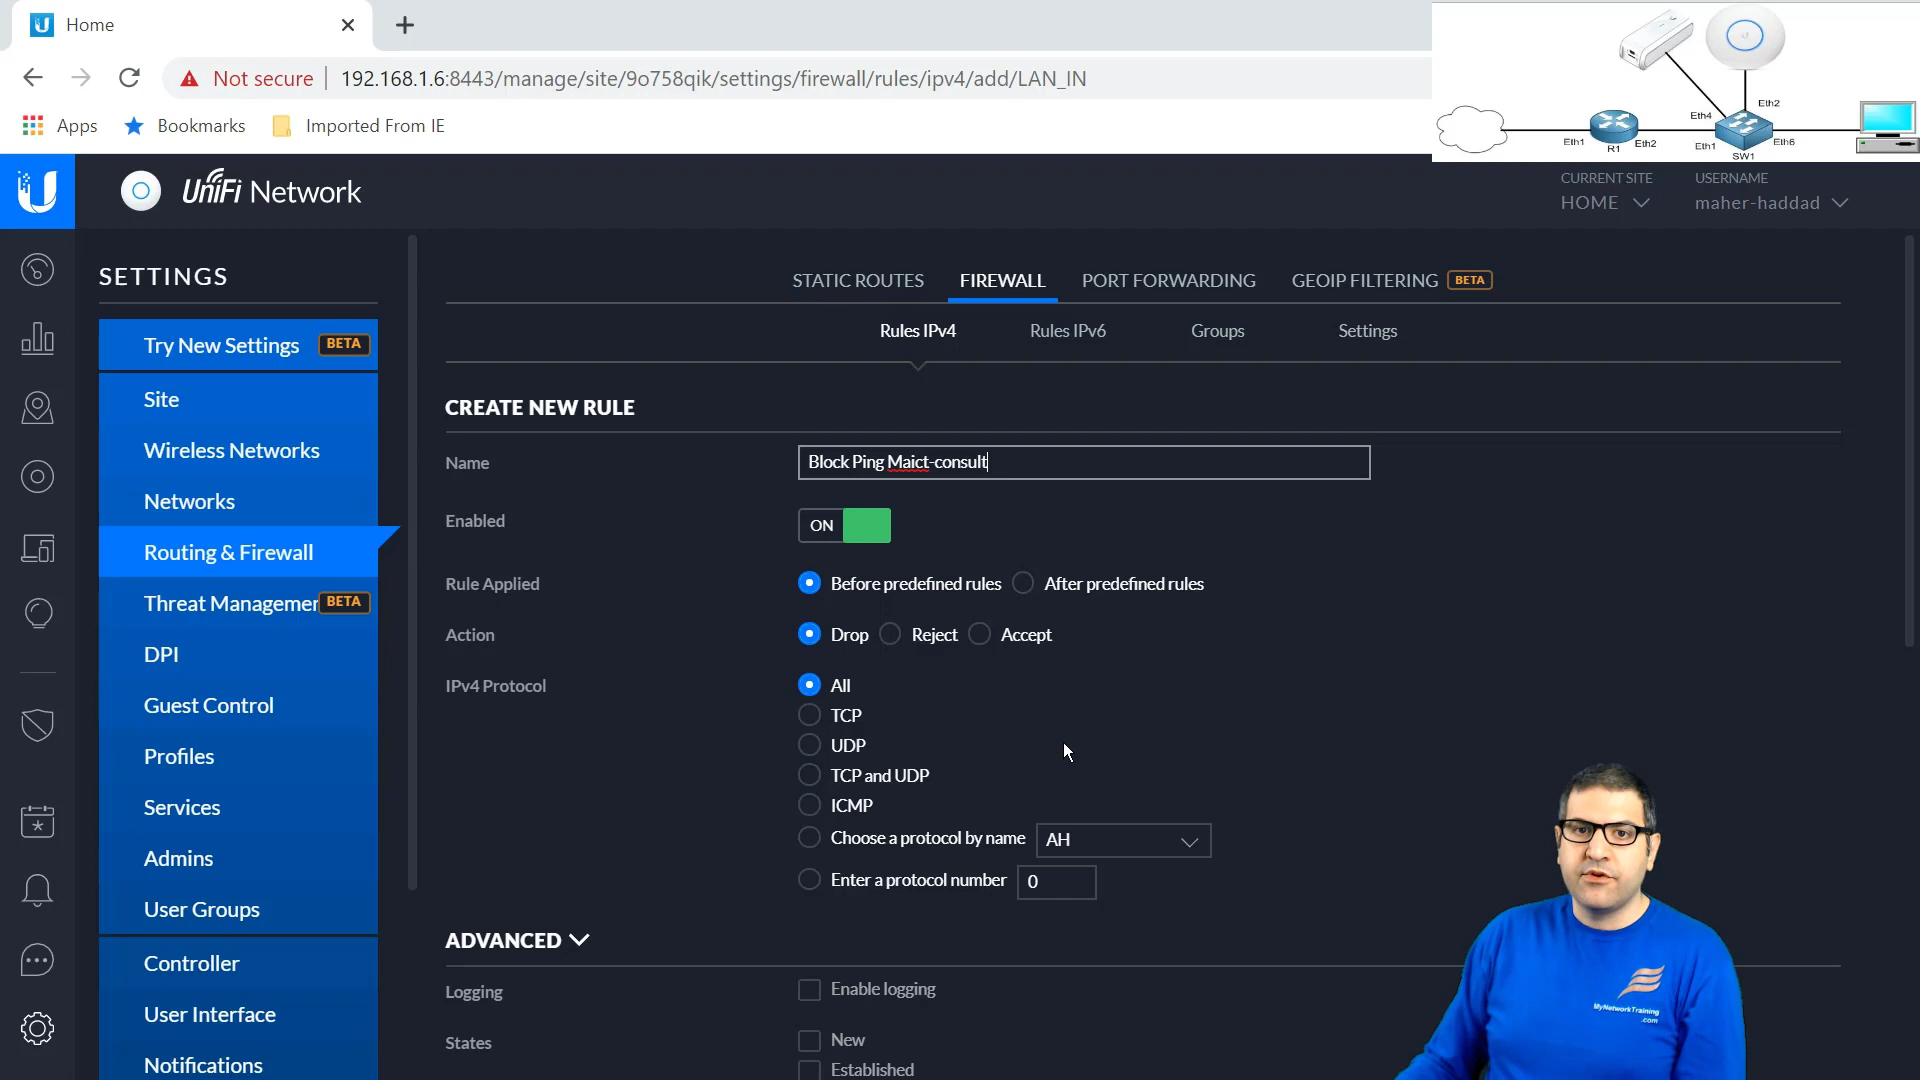 Home
Not secure | 192.168.1.6:8443/manage/site/9o758qik/settings/firewall/rules/ipv4/add/LAN_IN
Apps Bookmarks Imported From IE
Eth2
Eth4
Eth1 R1 Eth2 Eth1 SW1 Eth6
UniFi Network
CURRENT SITE
HOME
USERNAME
maher-haddad
SETTINGS
Try New Settings BETA
Site
Wireless Networks
Networks
Routing & Firewall
Threat Managemer BETA
DPI
Guest Control
Profiles
Services
Admins
User Groups
Controller
User Interface
Notifications
STATIC ROUTES FIREWALL PORT FORWARDING GEOIP FILTERING BETA
Rules IPv4 Rules IPv6 Groups Settings
CREATE NEW RULE
Name Block Ping Maict-consult
Enabled ON
Rule Applied Before predefined rules After predefined rules
Action Drop Reject Accept
IPv4 Protocol All
TCP
UDP
TCP and UDP
ICMP
Choose a protocol by name AH
Enter a protocol number 0
ADVANCED
Logging Enable logging
States New
Established
MyNetworkTraining
.com